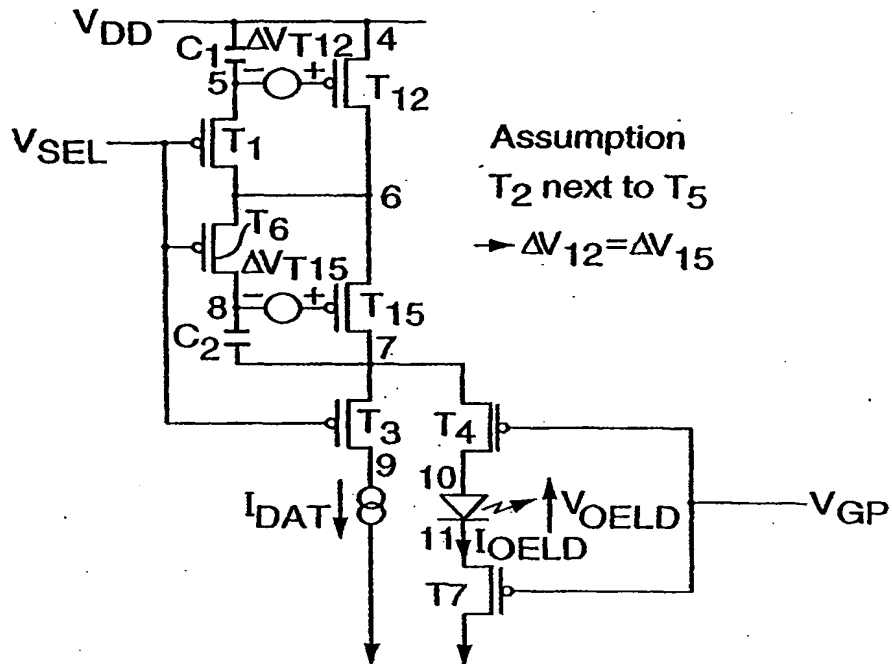 VDD
C1
ΔVT12
4
5
−
+
T12
VSEL
T1
Assumption
T2 next to T5
→ ΔV12=ΔV15
6
T6
ΔVT15
8
−
+
T15
C2
7
T3
T4
9
10
IDAT
VOELD
VGP
11
IOELD
T7